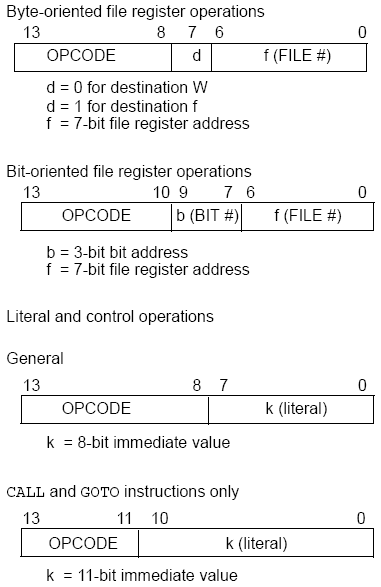 Byte-oriented file register operations
13 8 7 6 0
OPCODE d f (FILE #)
d = 0 for destination W
d = 1 for destination f
f = 7-bit file register address
Bit-oriented file register operations
13 10 9 7 6 0
OPCODE b (BIT #) f (FILE #)
b = 3-bit bit address
f = 7-bit file register address
Literal and control operations
General
13 8 7 0
OPCODE k (literal)
k = 8-bit immediate value
CALL and GOTO instructions only
13 11 10 0
OPCODE k (literal)
k = 11-bit immediate value